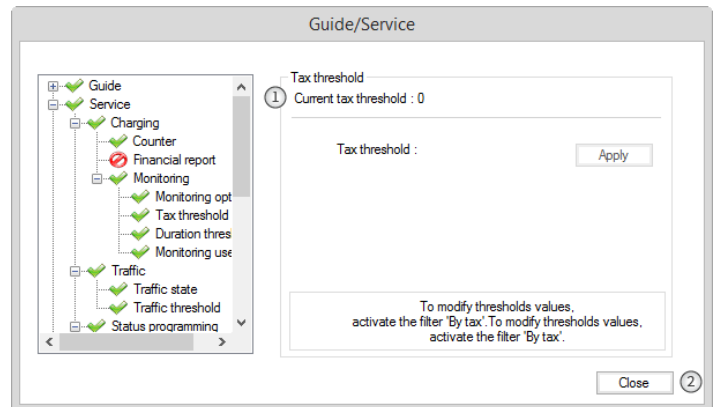 Guide/Service
Guide
Service
Charging
Counter
Financial report
Monitoring
Monitoring opt
Tax threshold
Duration thres
Monitoring use
Traffic
Traffic state
Traffic threshold
Status programming
Tax threshold
1 Current tax threshold : 0
Tax threshold :
Apply
To modify thresholds values,
activate the filter 'By tax'.To modify thresholds values,
activate the filter 'By tax'.
Close 2